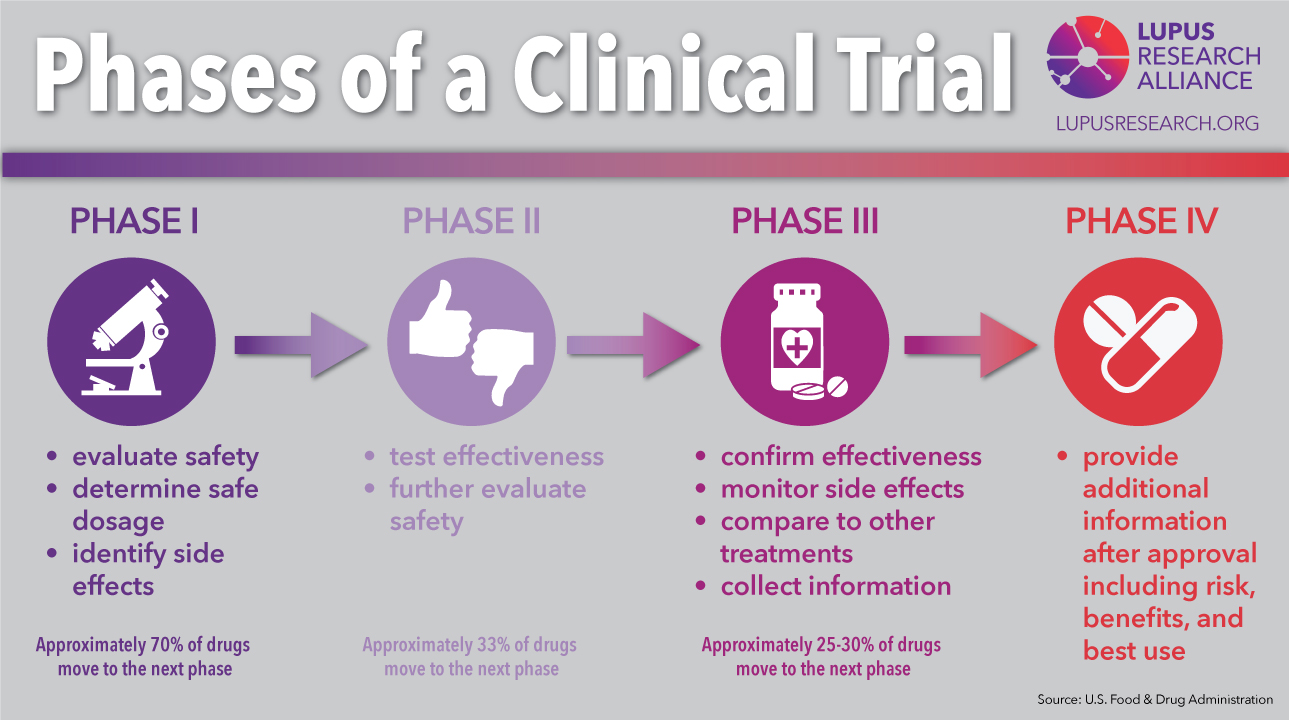 Phases of a Clinical Trial
LUPUS
RESEARCH
ALLIANCE
LUPUSRESEARCH.ORG
PHASE I
• evaluate safety
• determine safe
dosage
• identify side
effects
Approximately 70% of drugs
move to the next phase
PHASE II
• test effectiveness
• further evaluate
safety
Approximately 33% of drugs
move to the next phase
PHASE III
• confirm effectiveness
• monitor side effects
• compare to other
treatments
• collect information
Approximately 25-30% of drugs
move to the next phase
PHASE IV
• provide
additional
information
after approval
including risk,
benefits, and
best use
Source: U.S. Food & Drug Administration